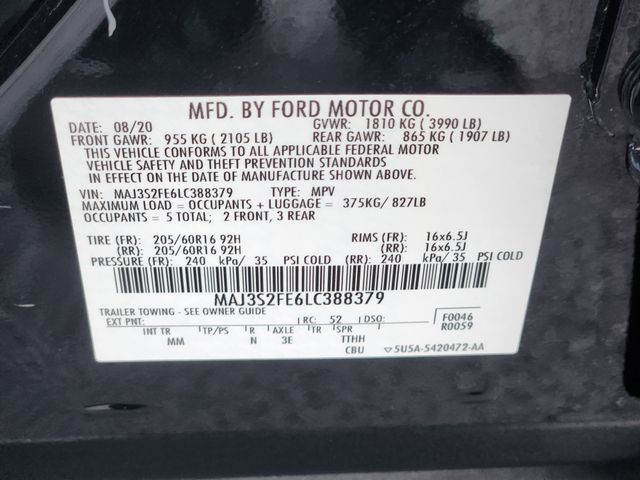 MFD. BY FORD MOTOR CO.
DATE: 08/20 GVWR: 1810 KG ( 3990 LB)
FRONT GAWR: 955 KG ( 2105 LB) REAR GAWR: 865 KG ( 1907 LB)
THIS VEHICLE CONFORMS TO ALL APPLICABLE FEDERAL MOTOR
VEHICLE SAFETY AND THEFT PREVENTION STANDARDS
IN EFFECT ON THE DATE OF MANUFACTURE SHOWN ABOVE.
VIN: MAJ3S2FE6LC388379 TYPE: MPV
MAXIMUM LOAD = OCCUPANTS + LUGGAGE = 375KG/ 827LB
OCCUPANTS = 5 TOTAL; 2 FRONT, 3 REAR
TIRE (FR): 205/60R16 92H RIMS (FR): 16x6.5J
(RR): 205/60R16 92H (RR): 16x6.5J
PRESSURE (FR): 240 kPa/ 35 PSI COLD (RR): 240 kPa/ 35 PSI COLD
MAJ3S2FE6LC388379
TRAILER TOWING - SEE OWNER GUIDE
EXT PNT: RC: 52 DSO: F0046
R0059
INT TR TP/PS R AXLE TR SPR
MM N 3E TTHH
CBU 5U5A-5420472-AA